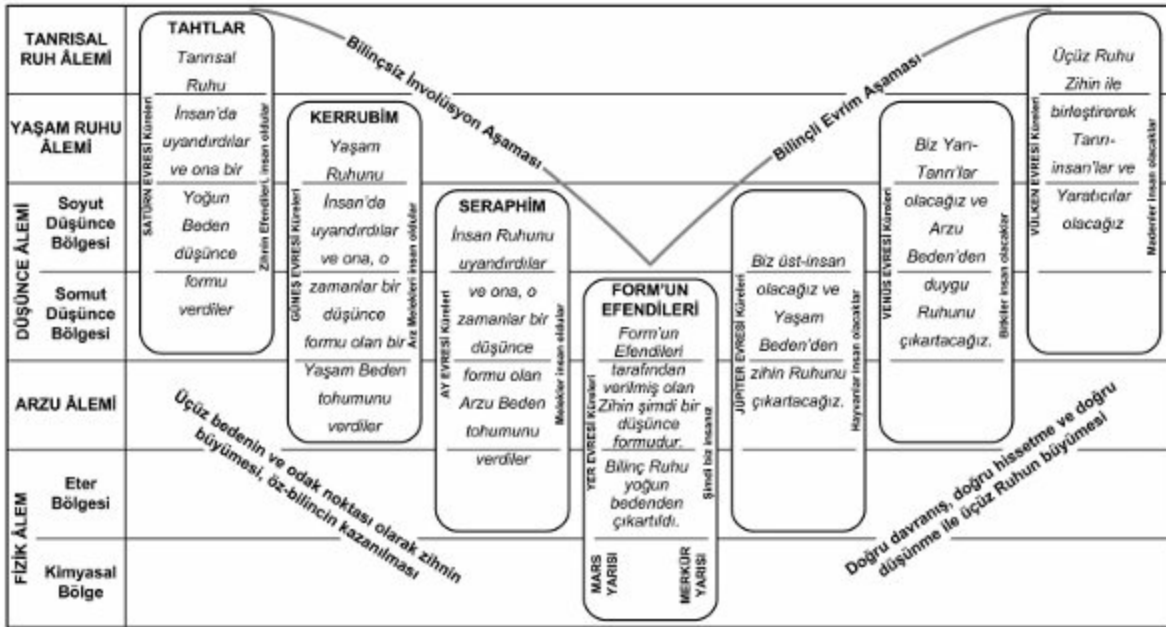 TANRISAL
RUH ÂLEMİ
YAŞAM RUHU
ÂLEMİ
DÜŞÜNCE ÂLEMİ
Soyut
Düşünce
Bölgesi
Somut
Düşünce
Bölgesi
ARZU ÂLEMİ
FİZİK ÂLEM
Eter
Bölgesi
Kimyasal
Bölge
TAHTLAR
Tanrısal
Ruhu
İnsan'da
uyandırdılar
ve ona bir
Yoğun
Beden
düşünce
formu
verdiler
SATÜRN EVRESİ Küreleri
Zihnin Efendileri, insan oldular
KERRUBİM
Yaşam
Ruhunu
İnsan'da
uyandırdılar
ve ona, o
zamanlar bir
düşünce
formu olan bir
Yaşam Beden
tohumunu
verdiler
GÜNEŞ EVRESİ Küreleri
Arz Melekleri insan oldular
SERAPHİM
İnsan Ruhunu
uyandırdılar
ve ona, o
zamanlar bir
düşünce
formu olan
Arzu Beden
tohumunu
verdiler
AY EVRESİ Küreleri
Melekler insan oldular
FORM'UN
EFENDİLERİ
Form'un
Efendileri
tarafından
verilmiş olan
Zihin şimdi bir
düşünce
formudur.
Bilinç Ruhu
yoğun
bedenden
çıkartıldı.
YER EVRESİ Küreleri
Şimdi biz insanız
MARS
YARISI
MERKÜR
YARISI
Biz üst-insan
olacağız ve
Yaşam
Beden'den
zihin Ruhunu
çıkartacağız.
JÜPİTER EVRESİ Küreleri
Hayvanlar insan olacaklar
Biz Yarı-
Tanrı'lar
olacağız ve
Arzu
Beden'den
duygu
Ruhunu
çıkartacağız.
VENÜS EVRESİ Küreleri
Bitkiler insan olacaklar
Üçüz Ruhu
Zihin ile
birleştirerek
Tanrı-
insan'lar ve
Yaratıcılar
olacağız
VÜLKEN EVRESİ Küreleri
Madenler insan olacaklar
Bilinçsiz İnvolüsyon Aşaması
Bilinçli Evrim Aşaması
Üçüz bedenin ve odak noktası olarak zihnin
büyümesi, öz-bilincin kazanılması
Doğru davranış, doğru hissetme ve doğru
düşünme ile üçüz Ruhun büyümesi